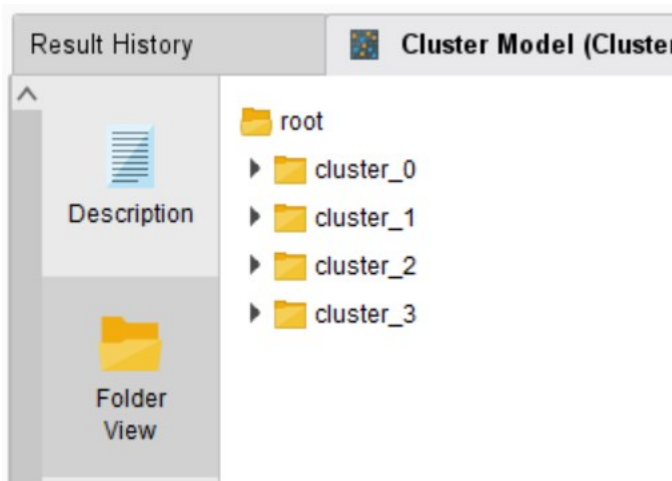 Result History
Cluster Model (Cluster
root
cluster_0
cluster_1
cluster_2
cluster_3
Description
Folder
View